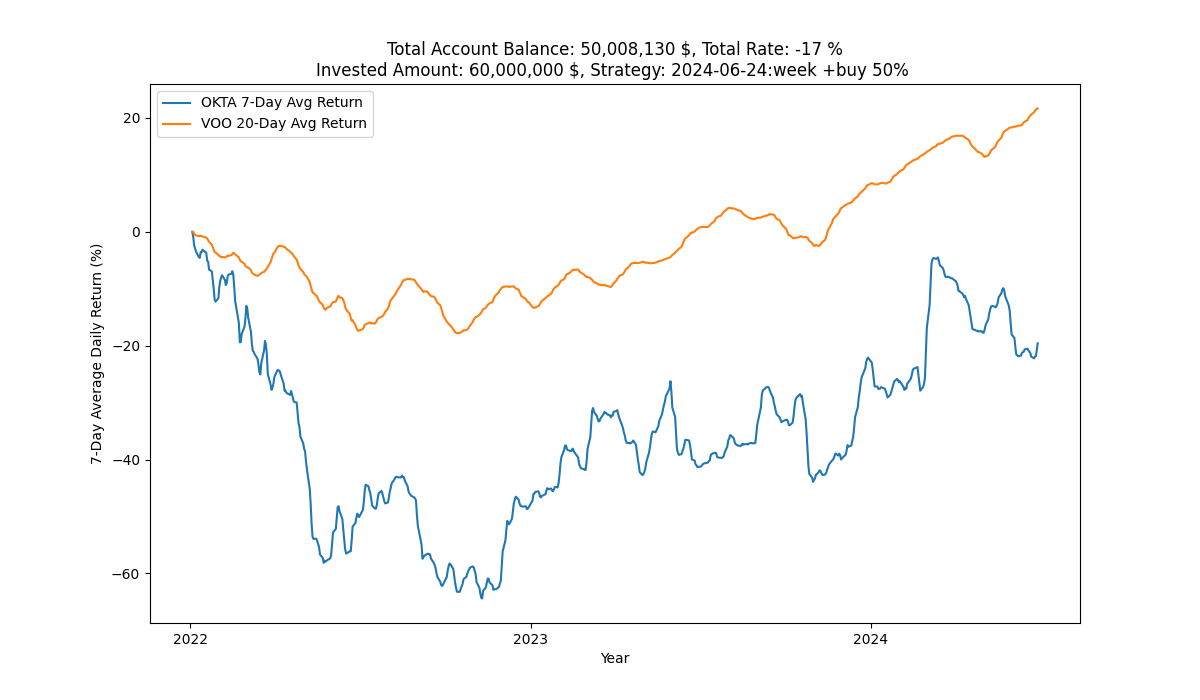 Total Account Balance: 50,008,130 $, Total Rate: -17 %
Invested Amount: 60,000,000 $, Strategy: 2024-06-24:week +buy 50%
OKTA 7-Day Avg Return
VOO 20-Day Avg Return
7-Day Average Daily Return (%)
20
0
−20
−40
−60
2022
2023
2024
Year